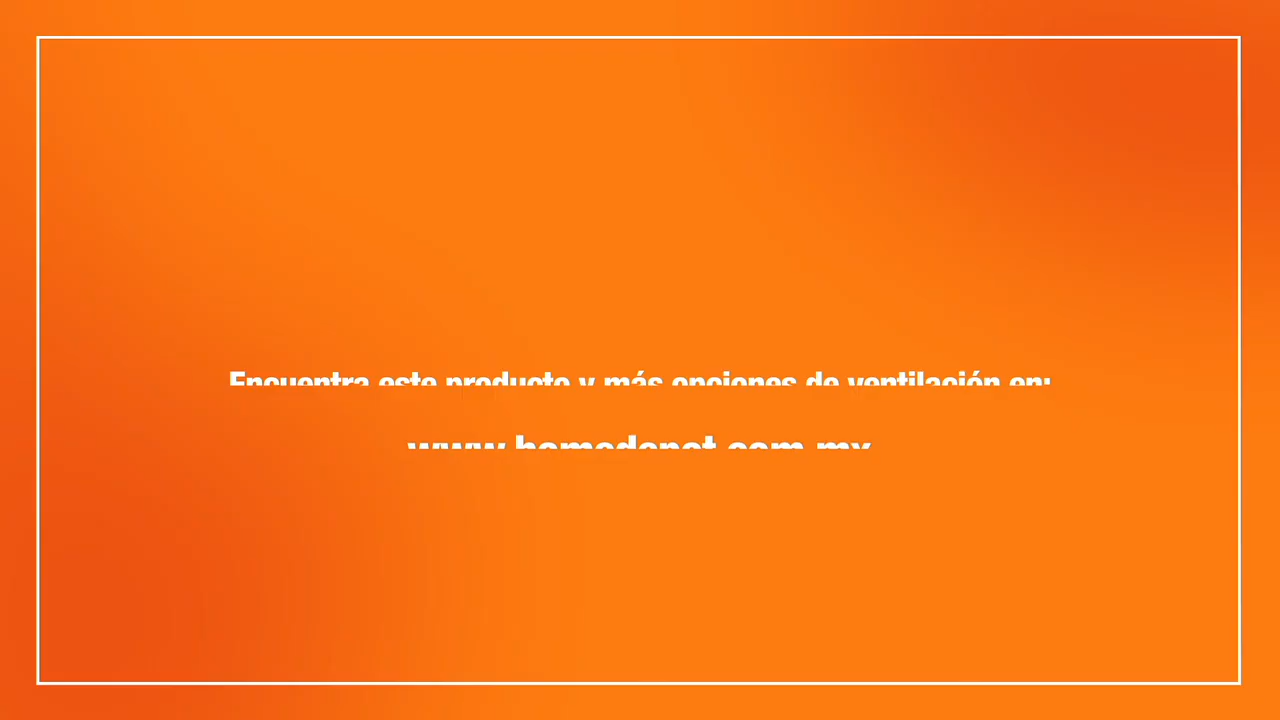 Encuentra este producto y más opciones de ventilación en:
www.homedepot.com.mx